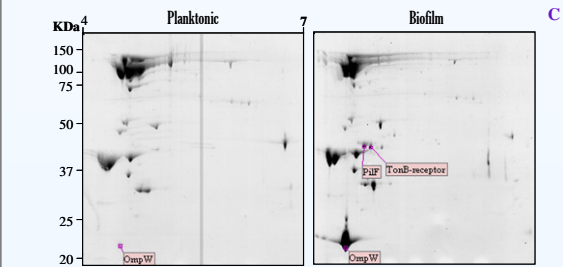 C
Planktonic
Biofilm
4
7
KDa
150
100
75
50
37
25
20
PilF
TonB-receptor
OmpW
OmpW